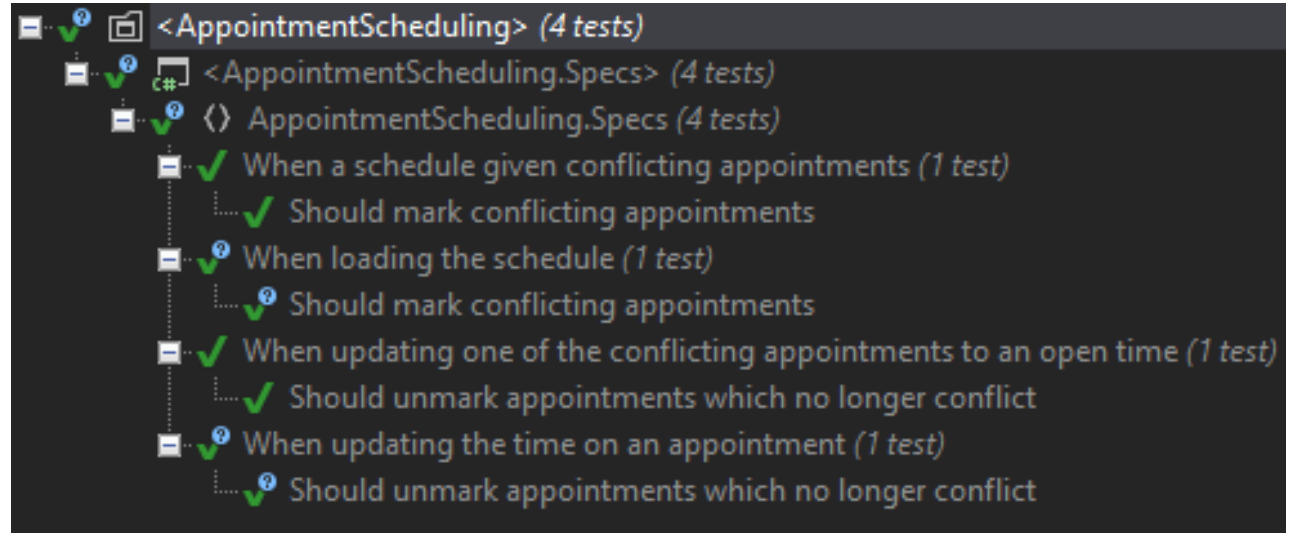 <AppointmentScheduling> (4 tests)
C# <AppointmentScheduling.Specs> (4 tests)
AppointmentScheduling.Specs (4 tests)
When a schedule given conflicting appointments (1 test)
Should mark conflicting appointments
When loading the schedule (1 test)
Should mark conflicting appointments
When updating one of the conflicting appointments to an open time (1 test)
Should unmark appointments which no longer conflict
When updating the time on an appointment (1 test)
Should unmark appointments which no longer conflict